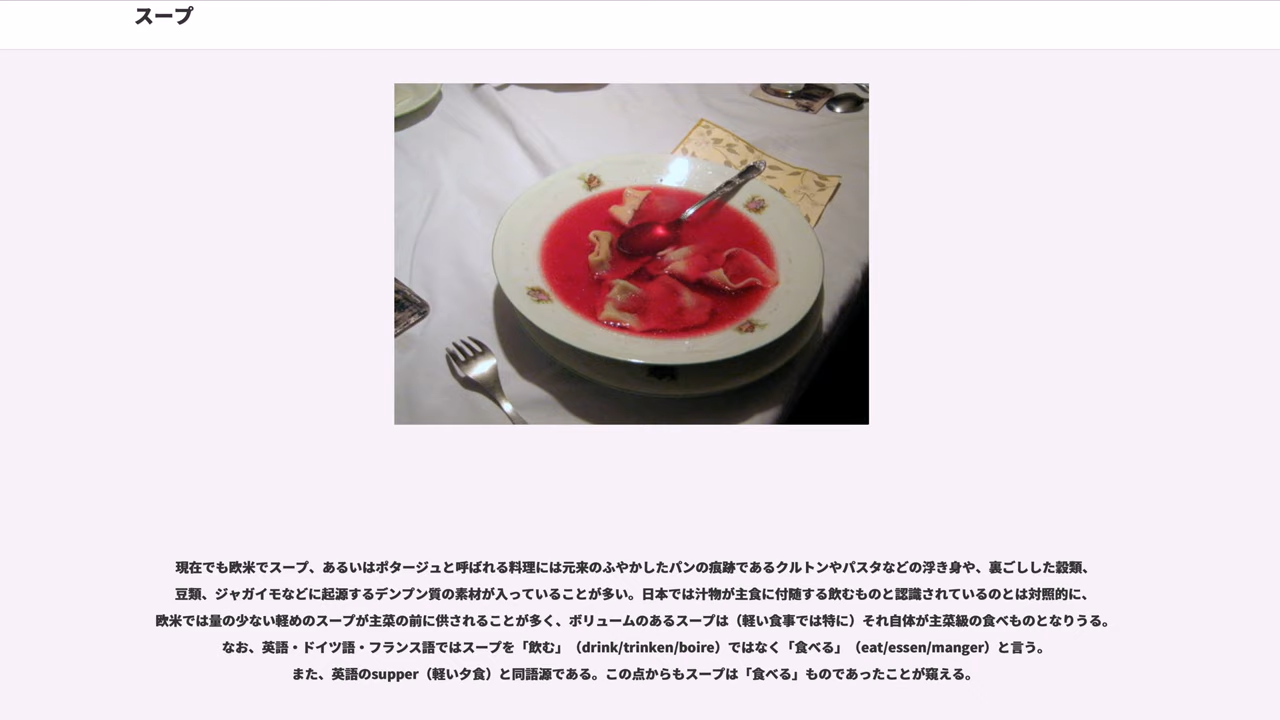 スープ
現在でも欧米でスープ、あるいはポタージュと呼ばれる料理には元来のふやかしたパンの痕跡であるクルトンやパスタなどの浮き身や、裏ごしした穀類、
豆類、ジャガイモなどに起源するデンプン質の素材が入っていることが多い。日本では汁物が主食に付随する飲むものと認識されているのとは対照的に、
欧米では量の少ない軽めのスープが主菜の前に供されることが多く、ボリュームのあるスープは（軽い食事では特に）それ自体が主菜級の食べものとなりうる。
なお、英語・ドイツ語・フランス語ではスープを「飲む」（drink/trinken/boire）ではなく「食べる」（eat/essen/manger）と言う。
また、英語のsupper（軽い夕食）と同語源である。この点からもスープは「食べる」ものであったことが窺える。